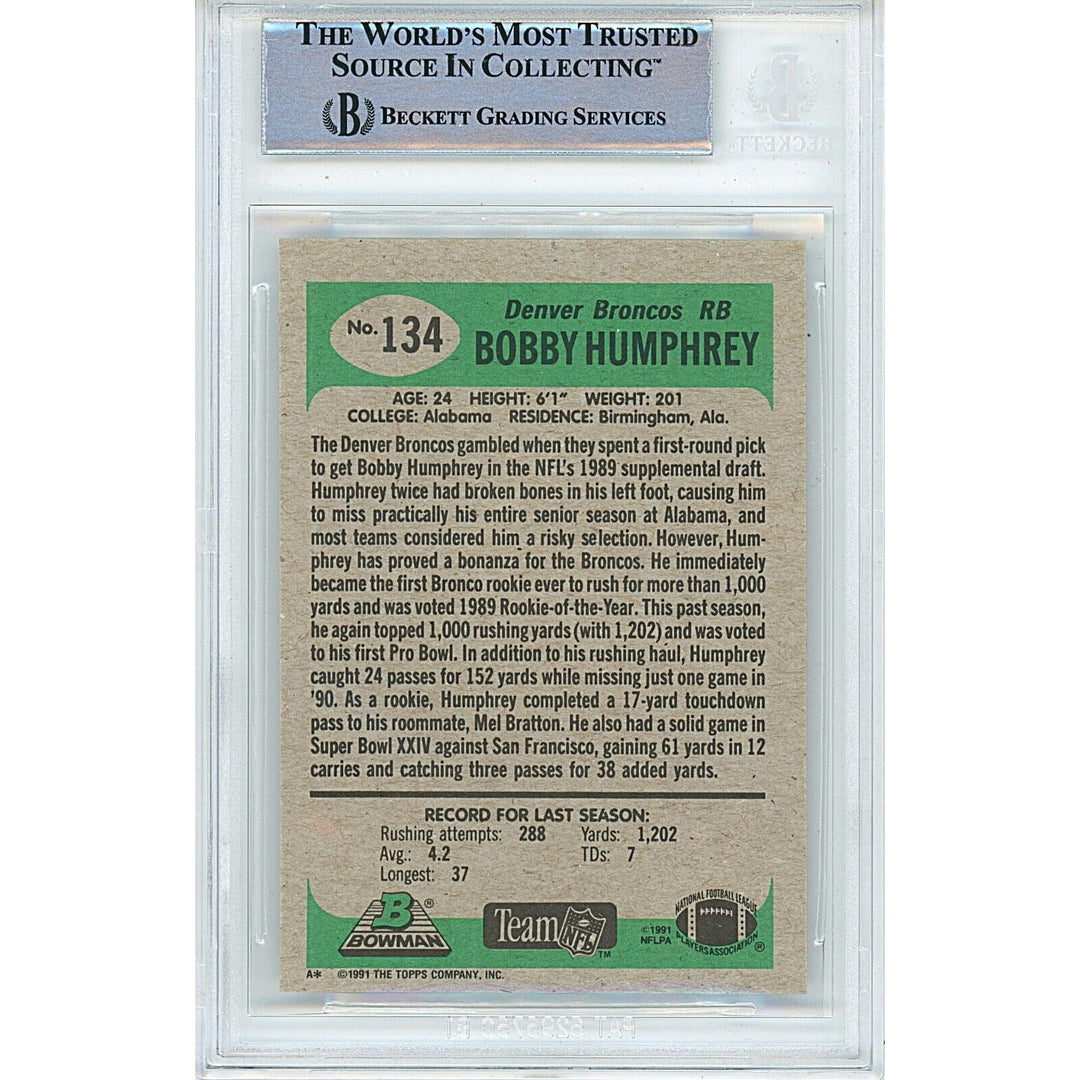 THE WORLD'S MOST TRUSTED
SOURCE IN COLLECTING™
B BECKETT GRADING SERVICES
BECKETT
No. 134
Denver Broncos RB
BOBBY HUMPHREY
AGE: 24 HEIGHT: 6'1" WEIGHT: 201
COLLEGE: Alabama RESIDENCE: Birmingham, Ala.
The Denver Broncos gambled when they spent a first-round pick
to get Bobby Humphrey in the NFL's 1989 supplemental draft.
Humphrey twice had broken bones in his left foot, causing him
to miss practically his entire senior season at Alabama, and
most teams considered him a risky selection. However, Hum-
phrey has proved a bonanza for the Broncos. He immediately
became the first Bronco rookie ever to rush for more than 1,000
yards and was voted 1989 Rookie-of-the-Year. This past season,
he again topped 1,000 rushing yards (with 1,202) and was voted
to his first Pro Bowl. In addition to his rushing haul, Humphrey
caught 24 passes for 152 yards while missing just one game in
'90. As a rookie, Humphrey completed a 17-yard touchdown
pass to his roommate, Mel Bratton. He also had a solid game in
Super Bowl XXIV against San Francisco, gaining 61 yards in 12
carries and catching three passes for 38 added yards.
RECORD FOR LAST SEASON:
Rushing attempts: 288 Yards: 1,202
Avg.: 4.2 TDs: 7
Longest: 37
B ®
BOWMAN
Team NFL ™
©1991
NFLPA
NATIONAL FOOTBALL LEAGUE
PLAYERS ASSOCIATION ®
A* ©1991 THE TOPPS COMPANY, INC.